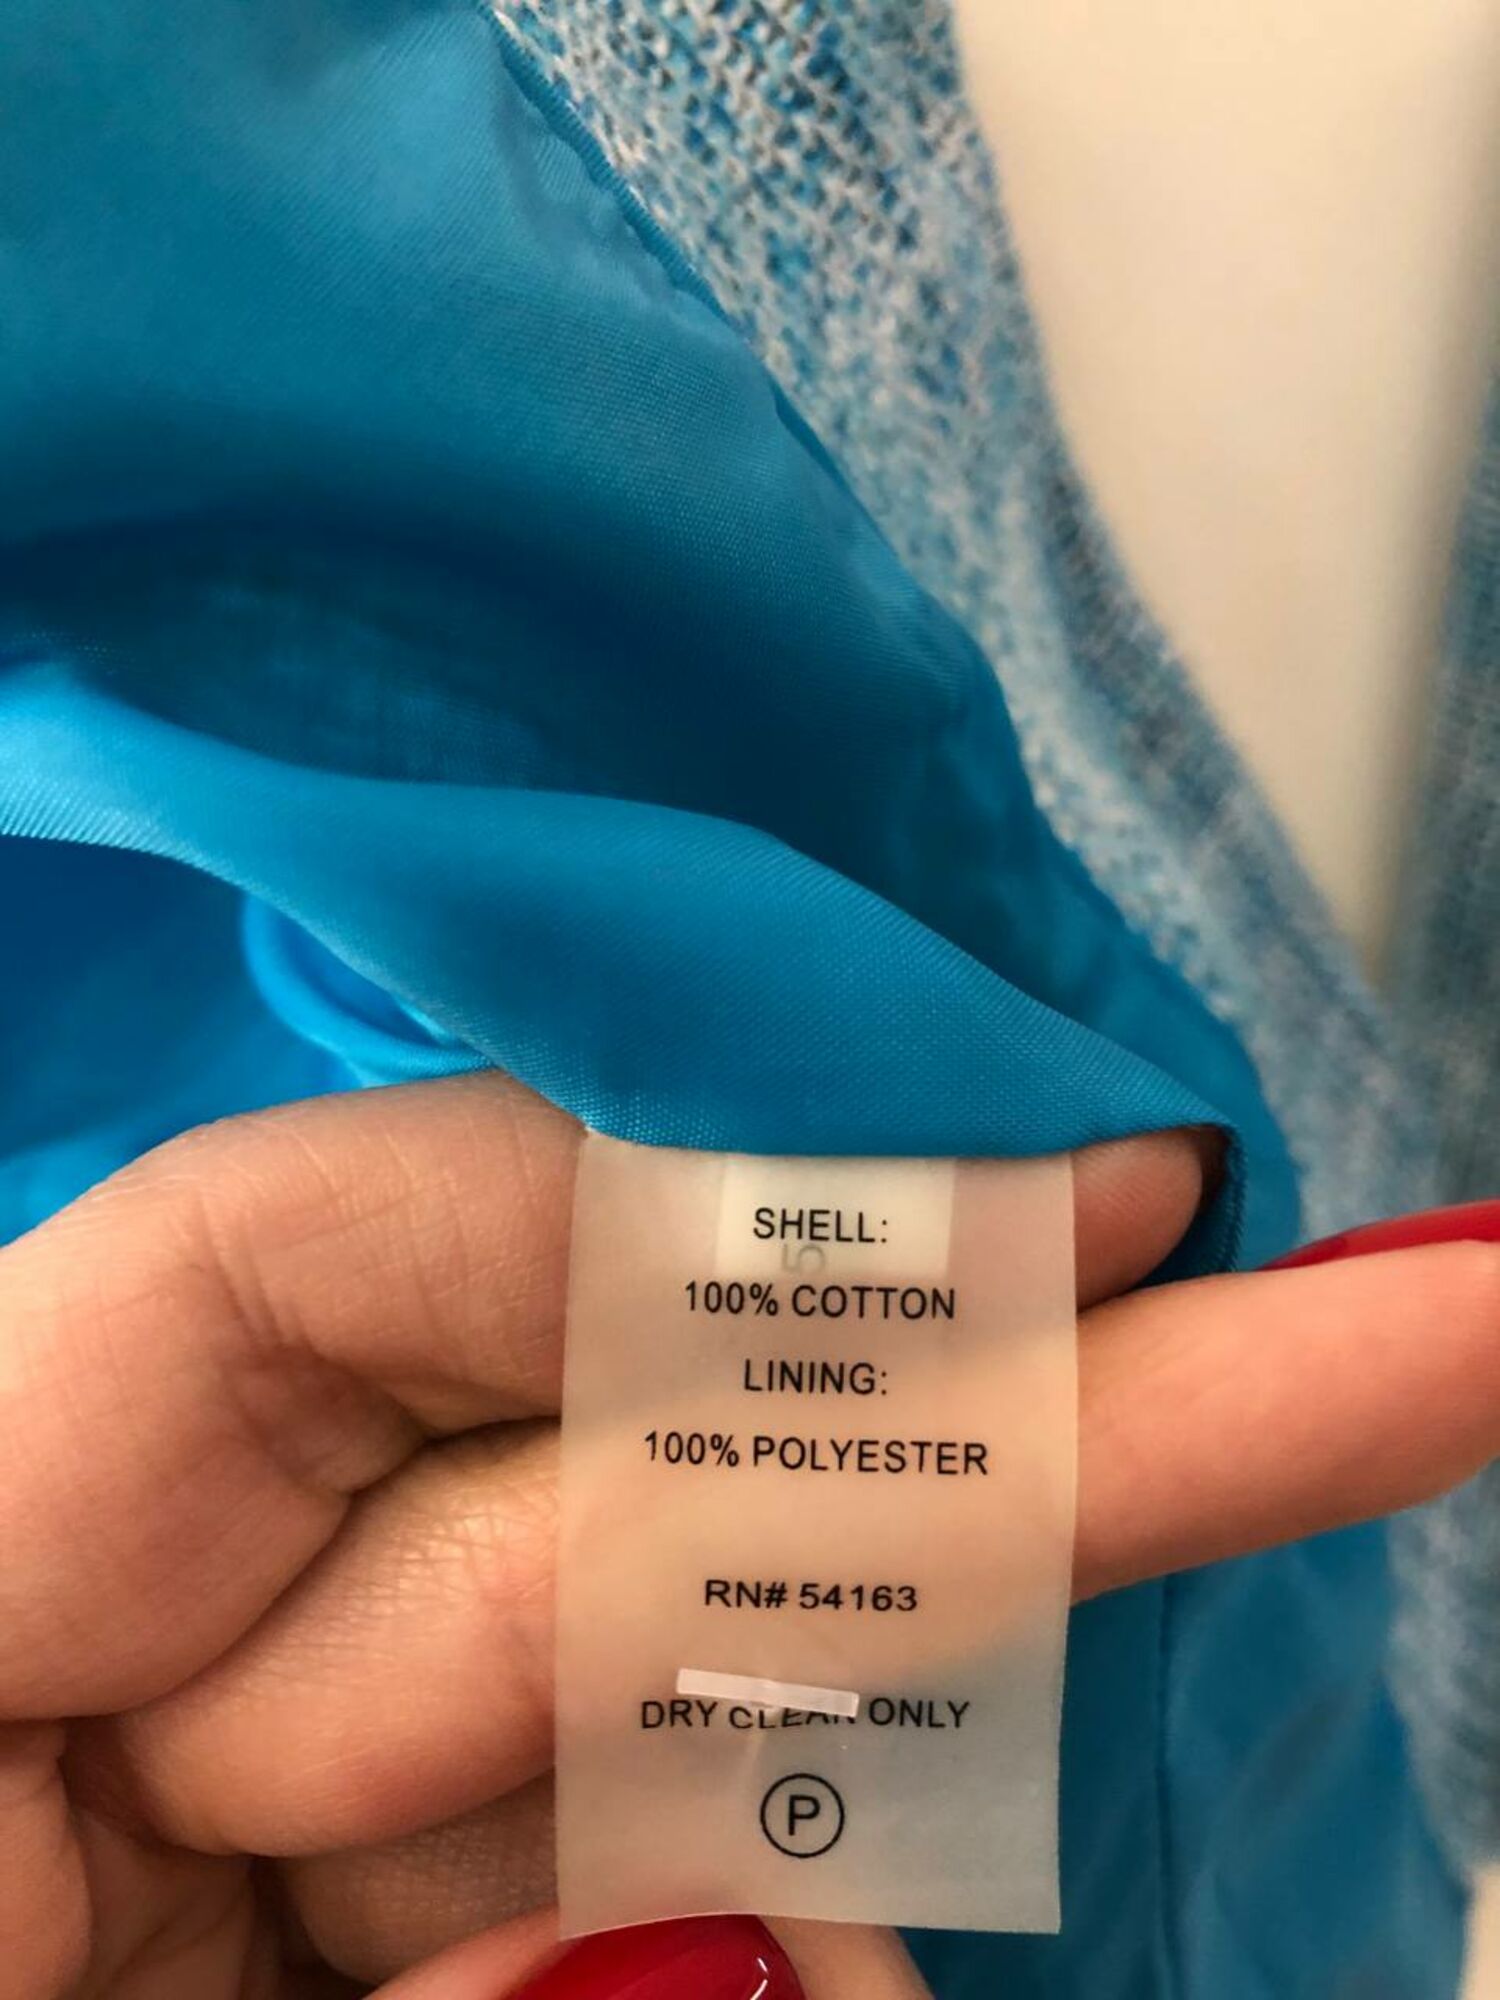 SHELL:
100% COTTON
LINING:
100% POLYESTER
RN# 54163
DRY CLEAN ONLY
P